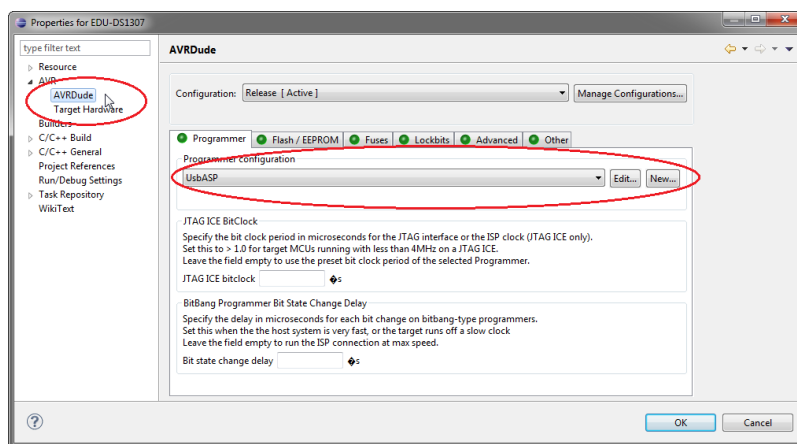 Properties for EDU-DS1307
type filter text
Resource
AVR
AVRDude
Target Hardware
Builders
C/C++ Build
C/C++ General
Project References
Run/Debug Settings
Task Repository
WikiText
AVRDude
Configuration: Release [ Active ] Manage Configurations...
Programmer Flash / EEPROM Fuses Lockbits Advanced Other
Programmer configuration
UsbASP Edit... New...
JTAG ICE BitClock
Specify the bit clock period in microseconds for the JTAG interface or the ISP clock (JTAG ICE only).
Set this to > 1.0 for target MCUs running with less than 4MHz on a JTAG ICE.
Leave the field empty to use the preset bit clock period of the selected Programmer.
JTAG ICE bitclock �s
BitBang Programmer Bit State Change Delay
Specify the delay in microseconds for each bit change on bitbang-type programmers.
Set this when the the host system is very fast, or the target runs off a slow clock
Leave the field empty to run the ISP connection at max speed.
Bit state change delay �s
? OK Cancel